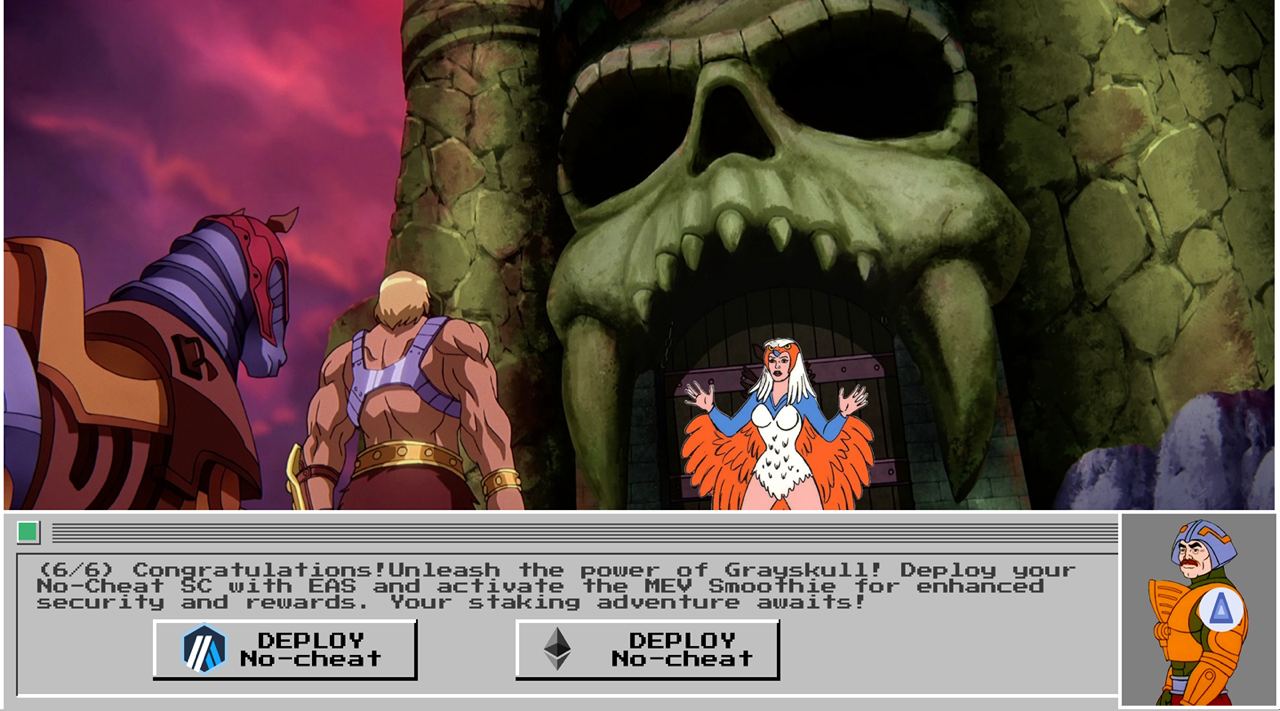 (6/6) Congratulations!Unleash the power of Grayskull! Deploy your
No-Cheat SC with EAS and activate the MEV Smoothie for enhanced
security and rewards. Your staking adventure awaits!
DEPLOY
No-cheat
DEPLOY
No-cheat